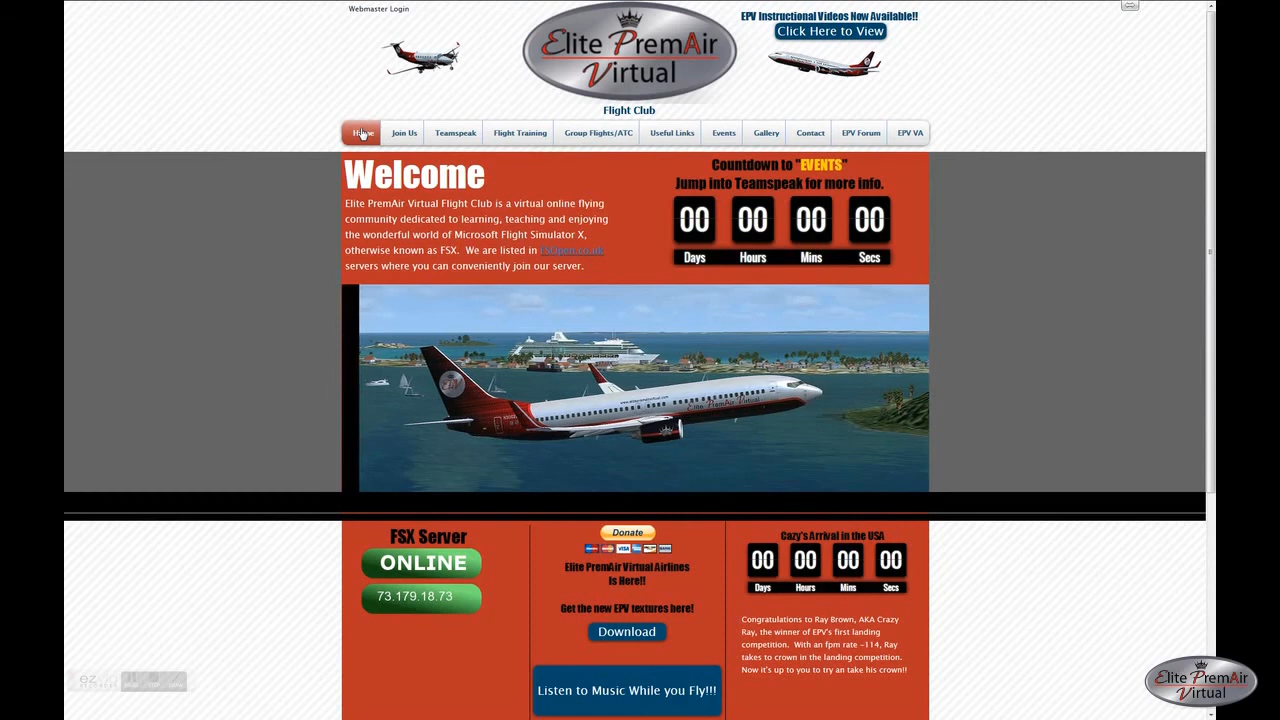 Webmaster Login
Elite PremAir
Virtual
EPV Instructional Videos Now Available!!
Click Here to View
Flight Club
Home
Join Us
Teamspeak
Flight Training
Group Flights/ATC
Useful Links
Events
Gallery
Contact
EPV Forum
EPV VA
Welcome
Elite PremAir Virtual Flight Club is a virtual online flying
community dedicated to learning, teaching and enjoying
the wonderful world of Microsoft Flight Simulator X,
otherwise known as FSX. We are listed in FSOpen.co.uk
servers where you can conveniently join our server.
Countdown to "EVENTS"
Jump into Teamspeak for more info.
00 00 00 00
Days Hours Mins Secs
Elite PremAir Virtual
FSX Server
ONLINE
73.179.18.73
Donate
Elite PremAir Virtual Airlines
Is Here!!
Get the new EPV textures here!
Download
Listen to Music While you Fly!!!
Cazy's Arrival in the USA
00 00 00 00
Days Hours Mins Secs
Congratulations to Ray Brown, AKA Crazy
Ray, the winner of EPV's first landing
competition. With an fpm rate -114, Ray
takes to crown in the landing competition.
Now it's up to you to try an take his crown!!
Elite PremAir
Virtual